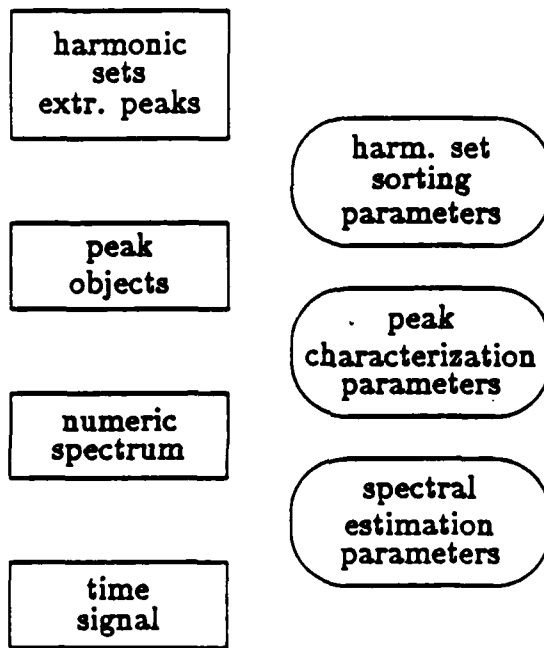 harmonic
sets
extr. peaks
harm. set
sorting
parameters
peak
objects
peak
characterization
parameters
numeric
spectrum
spectral
estimation
parameters
time
signal